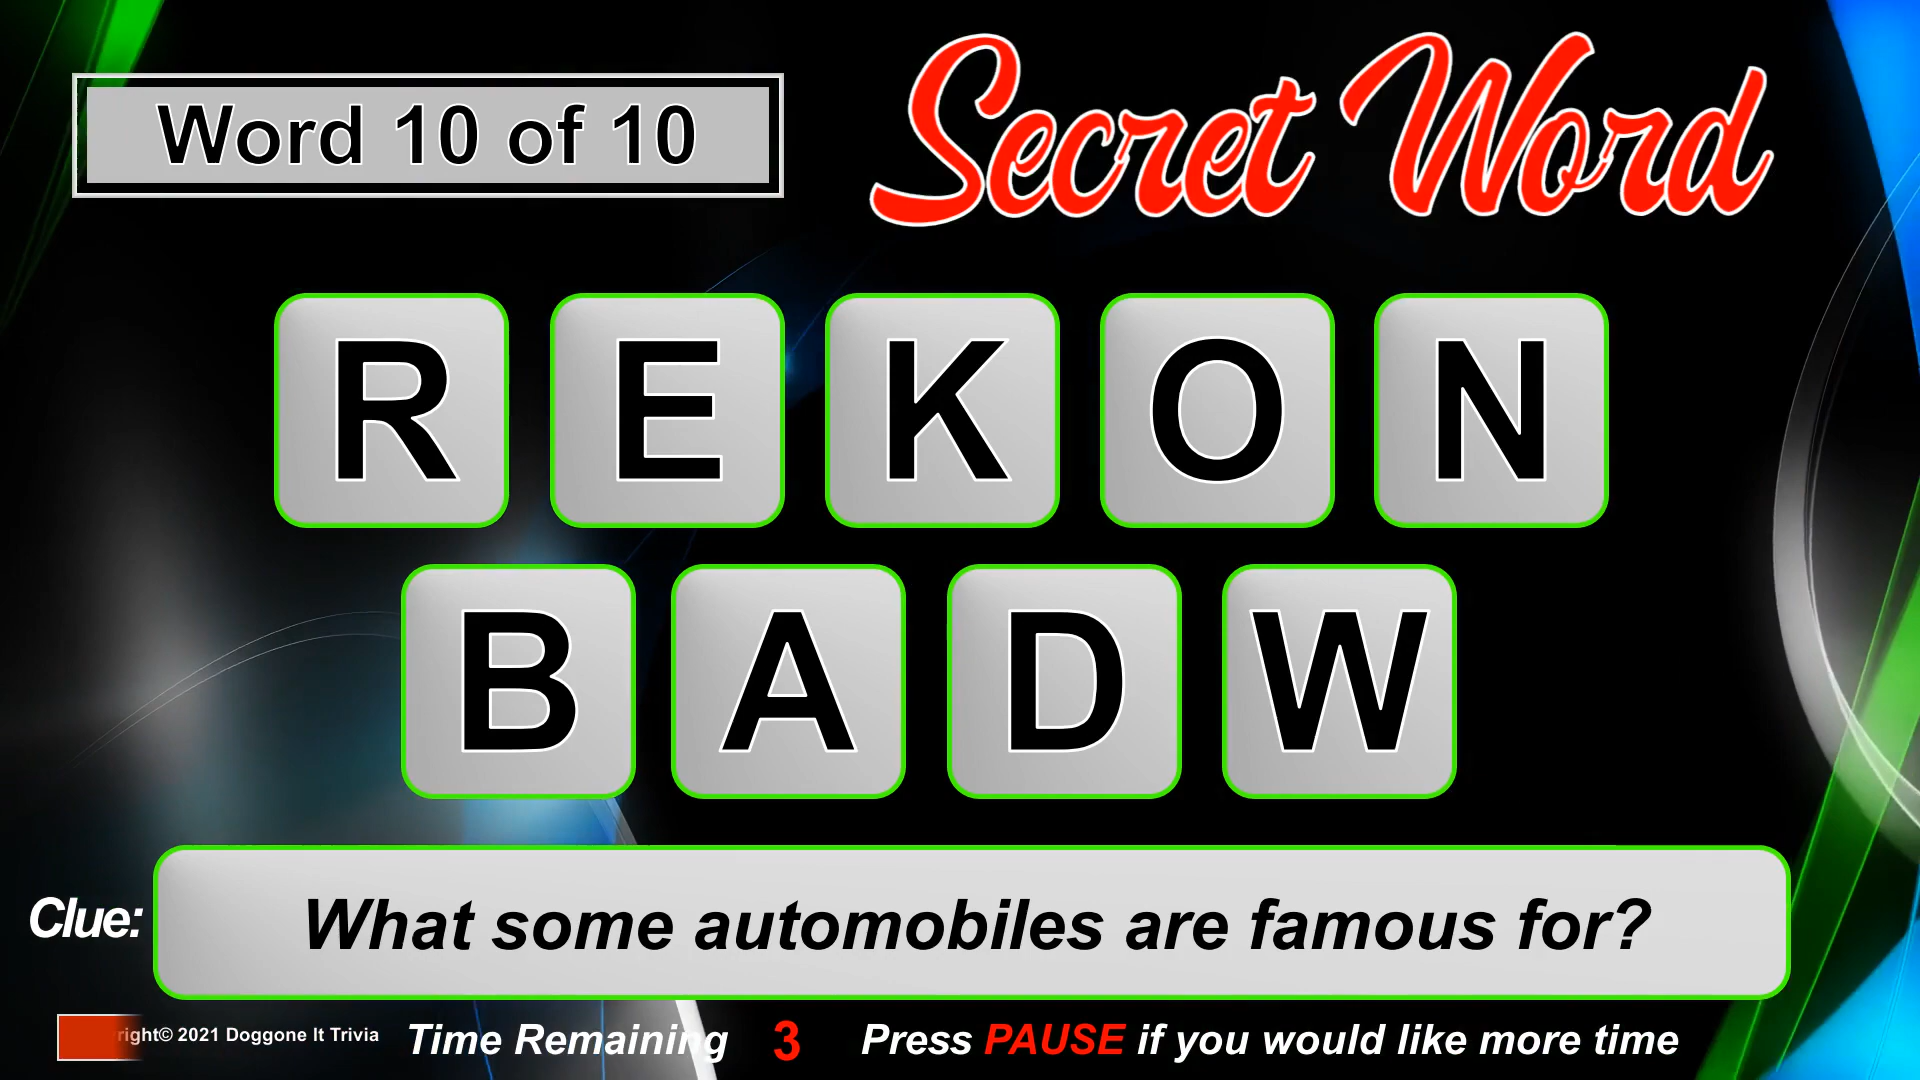 Word 10 of 10
Secret Word
R E K O N
B A D W
Clue: What some automobiles are famous for?
right© 2021 Doggone It Trivia
Time Remaining 3 Press PAUSE if you would like more time